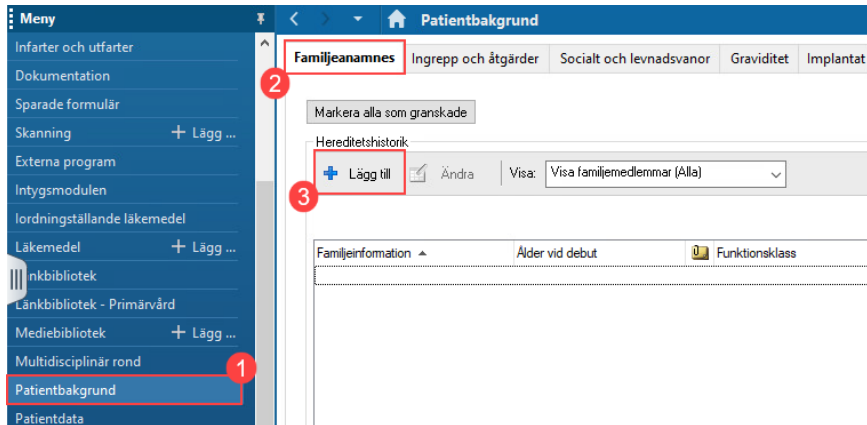 Meny
Infarter och utfarter
Dokumentation
Sparade formulär
Skanning + Lägg ...
Externa program
Intygsmodulen
Iordningställande läkemedel
Läkemedel + Lägg ...
nkbibliotek
Länkbibliotek - Primärvård
Mediebibliotek + Lägg ...
Multidisciplinär rond
1
Patientbakgrund
Patientdata
Patientbakgrund
Familjeanamnes Ingrepp och åtgärder Socialt och levnadsvanor Graviditet Implantat
2
Markera alla som granskade
Hereditetshistorik
Lägg till Ändra Visa: Visa familjemedlemmar (Alla)
3
Familjeinformation Ålder vid debut Funktionsklass